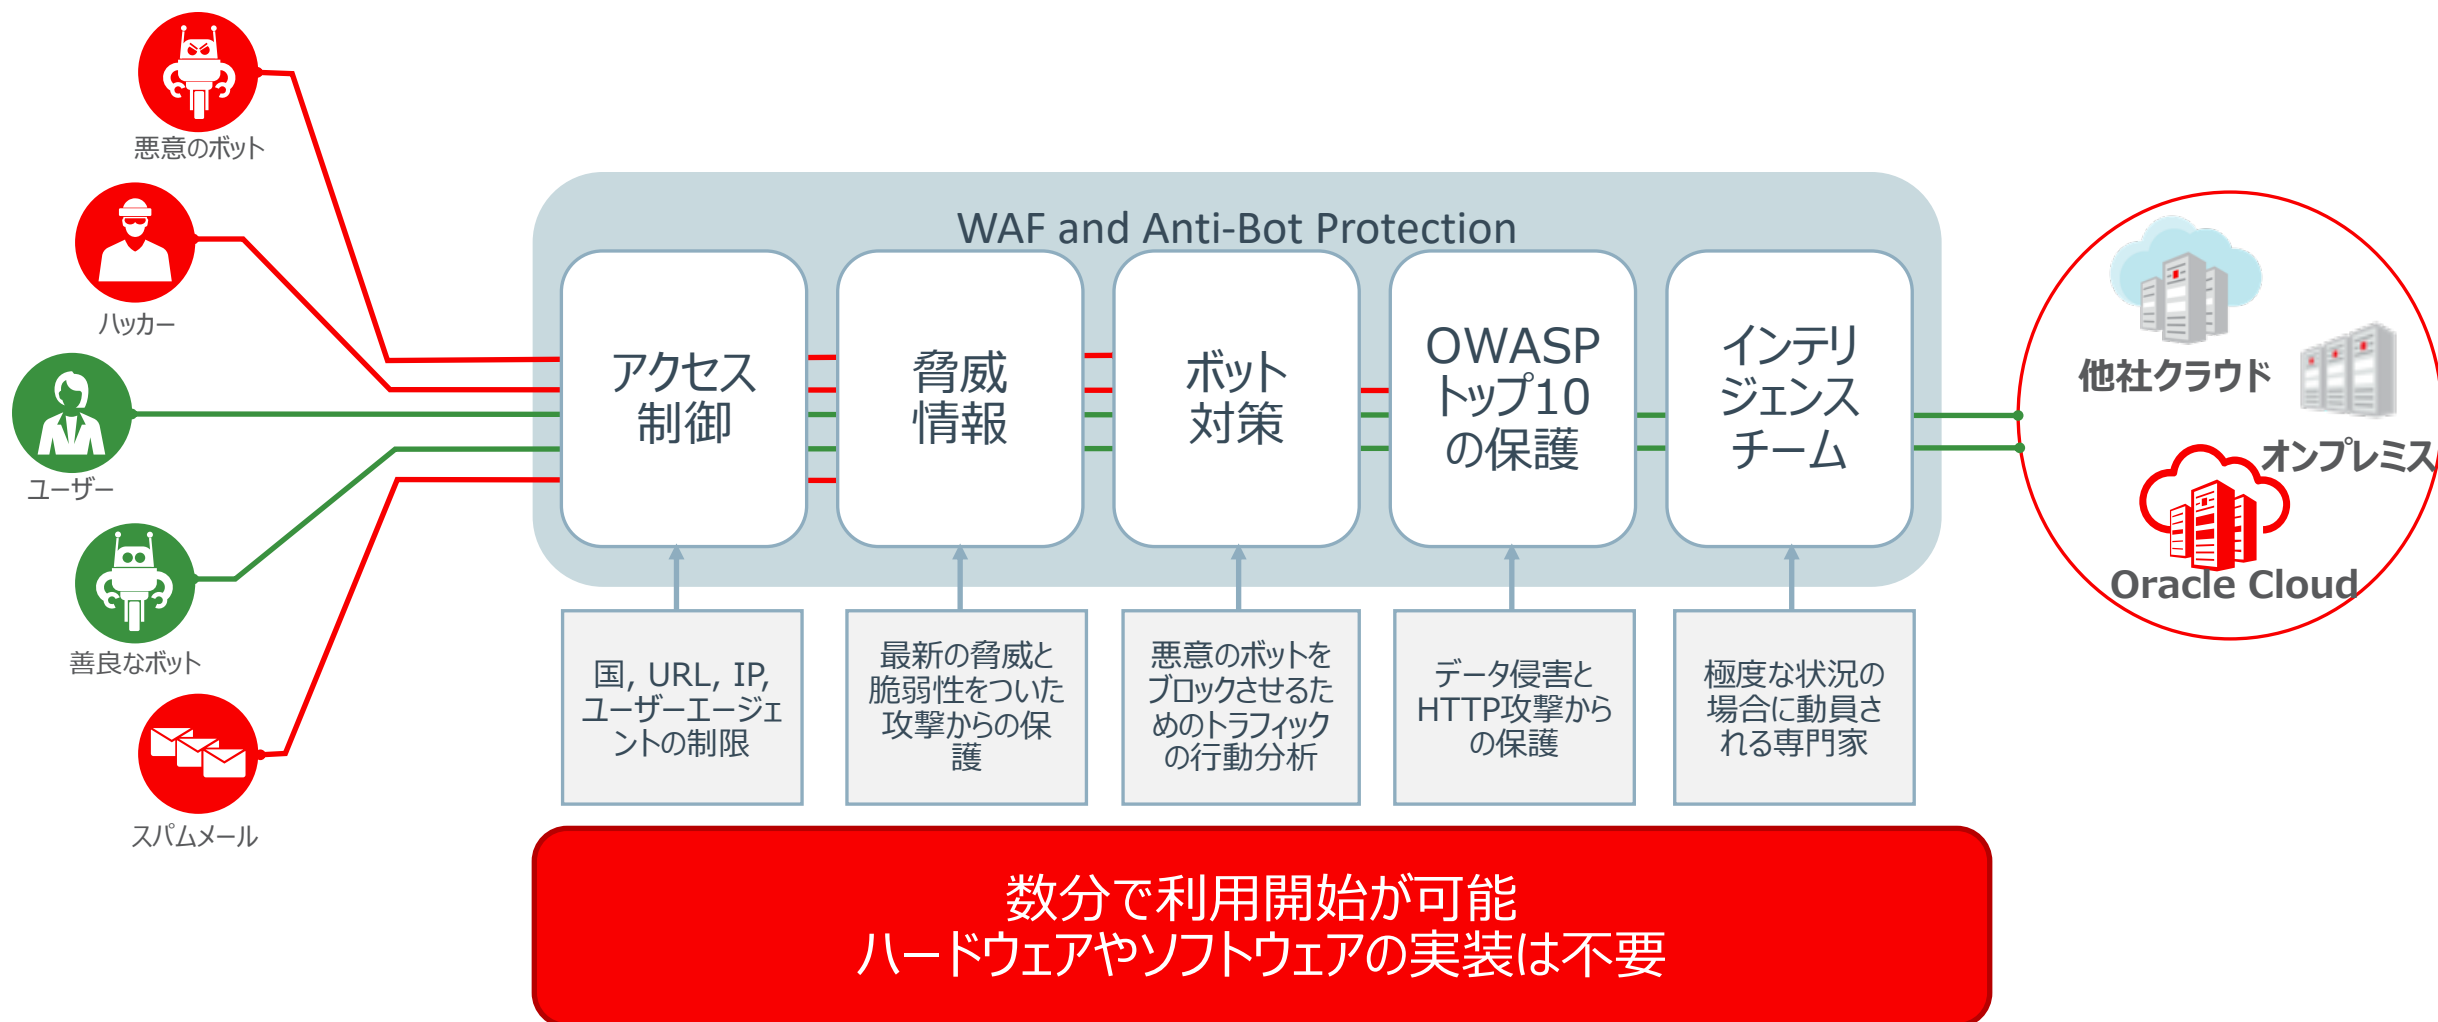 悪意のボット
ハッカー
ユーザー
善良なボット
スパムメール
WAF and Anti-Bot Protection
アクセス
制御
脅威
情報
ボット
対策
OWASP
トップ10
の保護
インテリ
ジェンス
チーム
国, URL, IP,
ユーザーエージェ
ントの制限
最新の脅威と
脆弱性をついた
攻撃からの保
護
悪意のボットを
ブロックさせるた
めのトラフィック
の行動分析
データ侵害と
HTTP攻撃から
の保護
極度な状況の
場合に動員さ
れる専門家
他社クラウド
オンプレミス
Oracle Cloud
数分で利用開始が可能
ハードウェアやソフトウェアの実装は不要